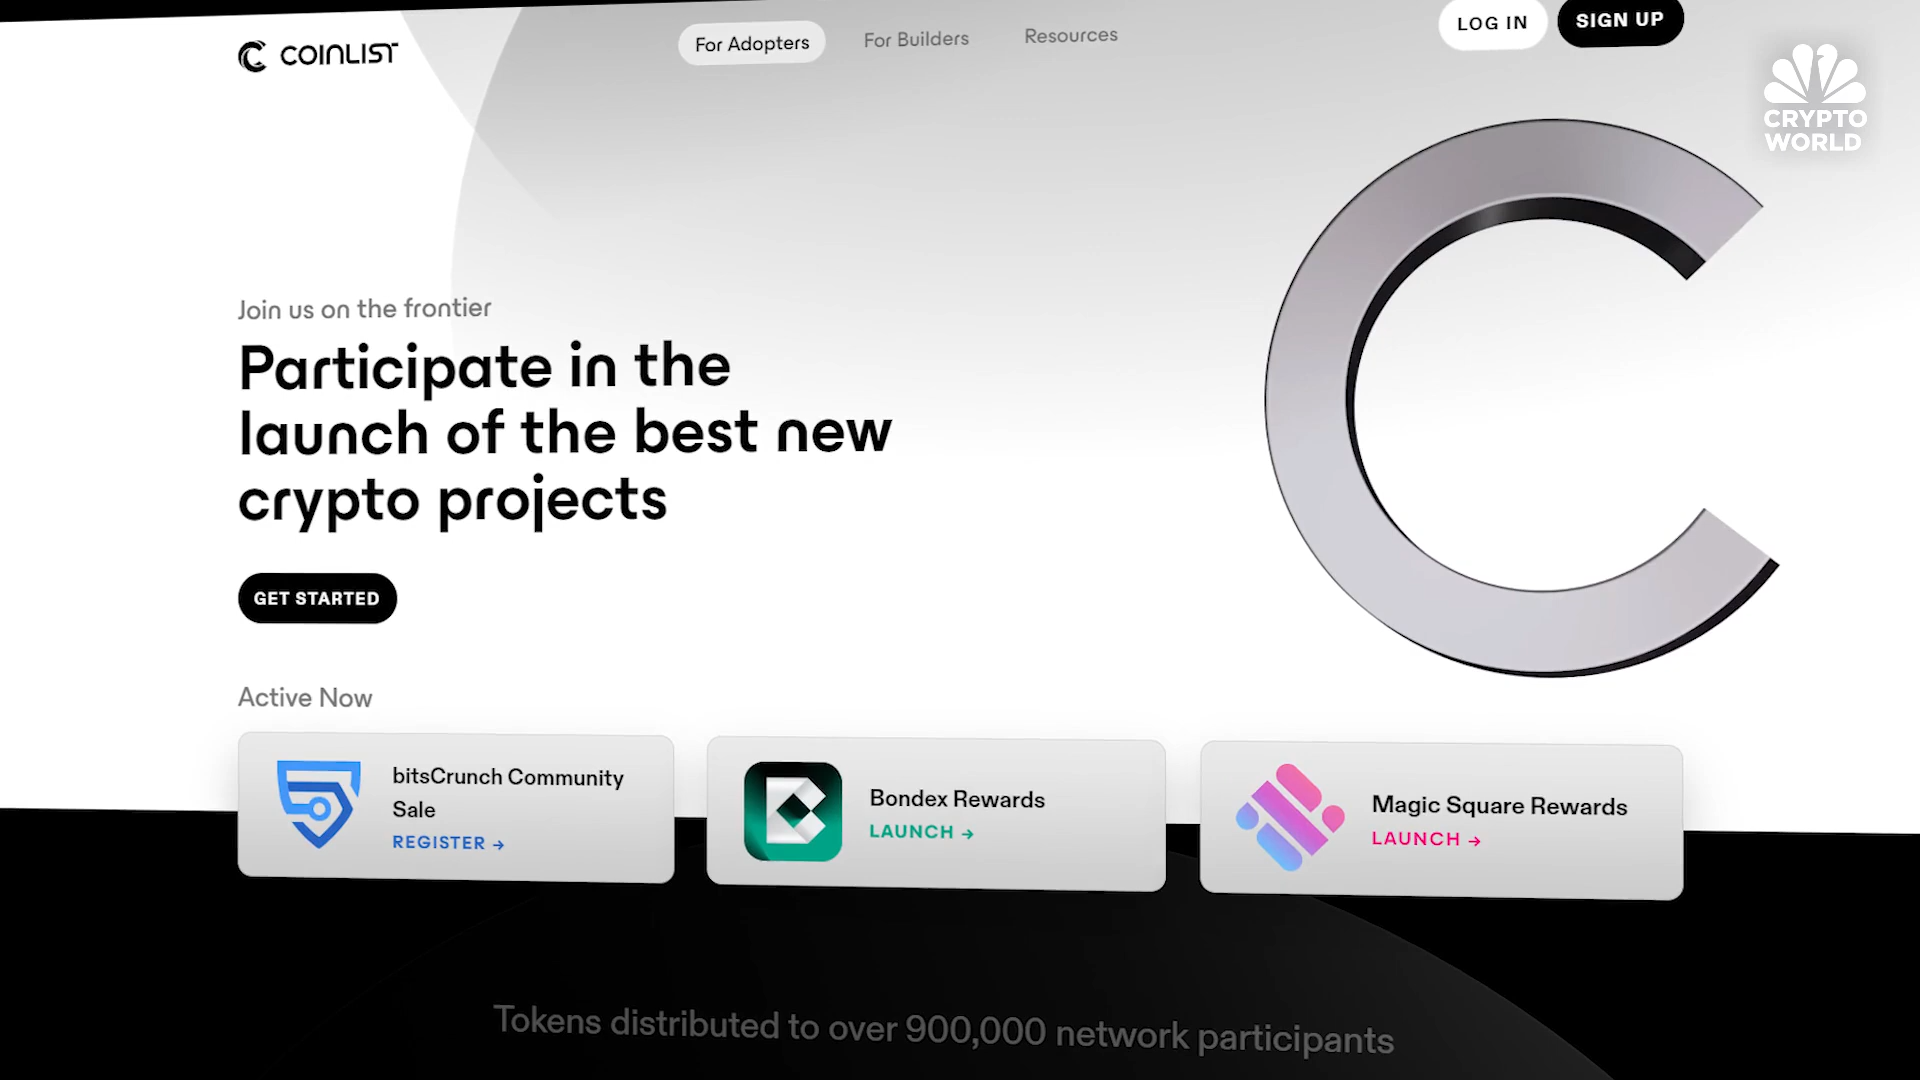 COINLIST
For Adopters
For Builders
Resources
LOG IN
SIGN UP
CRYPTO
WORLD
Join us on the frontier
Participate in the
launch of the best new
crypto projects
GET STARTED
Active Now
bitsCrunch Community
Sale
REGISTER →
Bondex Rewards
LAUNCH →
Magic Square Rewards
LAUNCH →
Tokens distributed to over 900,000 network participants